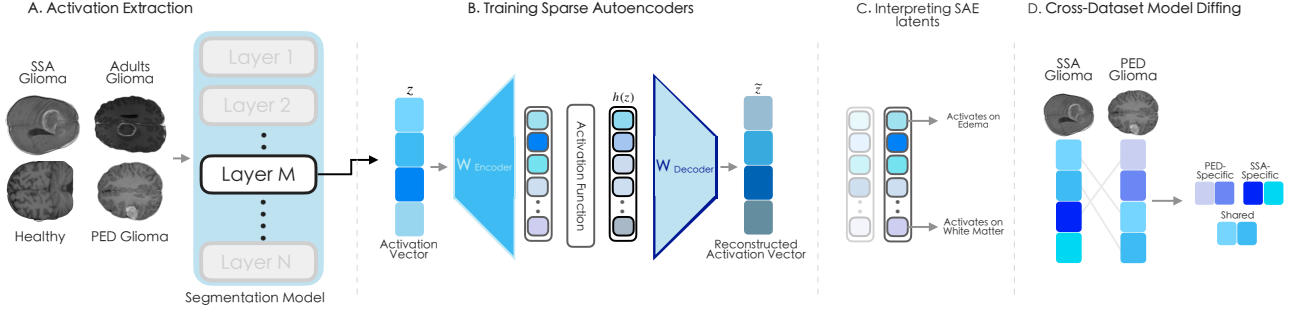 A. Activation Extraction
SSA
Glioma
Adults
Glioma
Healthy
PED Glioma
Layer 1
Layer 2
Layer M
Layer N
Segmentation Model
B. Training Sparse Autoencoders
z
Activation
Vector
W Encoder
Activation Function
h(z)
W Decoder
z̃
Reconstructed
Activation Vector
C. Interpreting SAE
latents
Activates on
Edema
Activates on
White Matter
D. Cross-Dataset Model Diffing
SSA
Glioma
PED
Glioma
PED-
Specific
SSA-
Specific
Shared